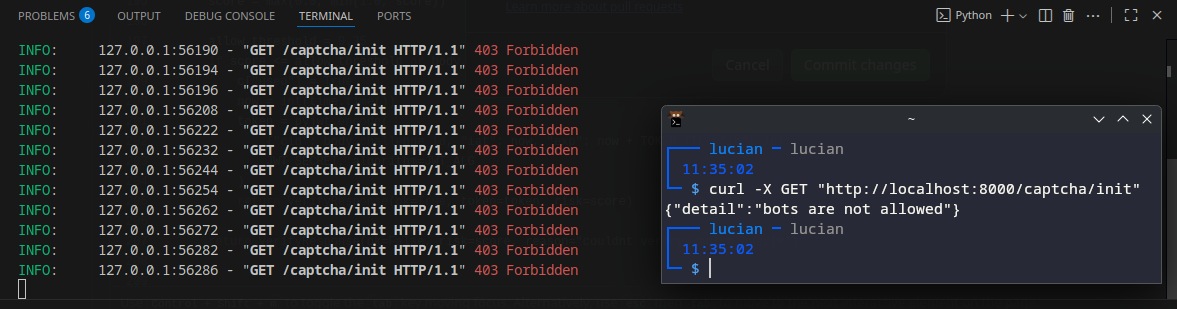 Learn more about pull requests
PROBLEMS 6 OUTPUT DEBUG CONSOLE TERMINAL PORTS Python
Cancel Commit changes
INFO: 127.0.0.1:56190 - "GET /captcha/init HTTP/1.1" 403 Forbidden
INFO: 127.0.0.1:56194 - "GET /captcha/init HTTP/1.1" 403 Forbidden
INFO: 127.0.0.1:56196 - "GET /captcha/init HTTP/1.1" 403 Forbidden
INFO: 127.0.0.1:56208 - "GET /captcha/init HTTP/1.1" 403 Forbidden
INFO: 127.0.0.1:56222 - "GET /captcha/init HTTP/1.1" 403 Forbidden
INFO: 127.0.0.1:56232 - "GET /captcha/init HTTP/1.1" 403 Forbidden
INFO: 127.0.0.1:56244 - "GET /captcha/init HTTP/1.1" 403 Forbidden
INFO: 127.0.0.1:56254 - "GET /captcha/init HTTP/1.1" 403 Forbidden
INFO: 127.0.0.1:56262 - "GET /captcha/init HTTP/1.1" 403 Forbidden
INFO: 127.0.0.1:56272 - "GET /captcha/init HTTP/1.1" 403 Forbidden
INFO: 127.0.0.1:56282 - "GET /captcha/init HTTP/1.1" 403 Forbidden
INFO: 127.0.0.1:56286 - "GET /captcha/init HTTP/1.1" 403 Forbidden
~
lucian — lucian
11:35:02
$ curl -X GET "http://localhost:8000/captcha/init"
{"detail":"bots are not allowed"}
lucian — lucian
11:35:02
$